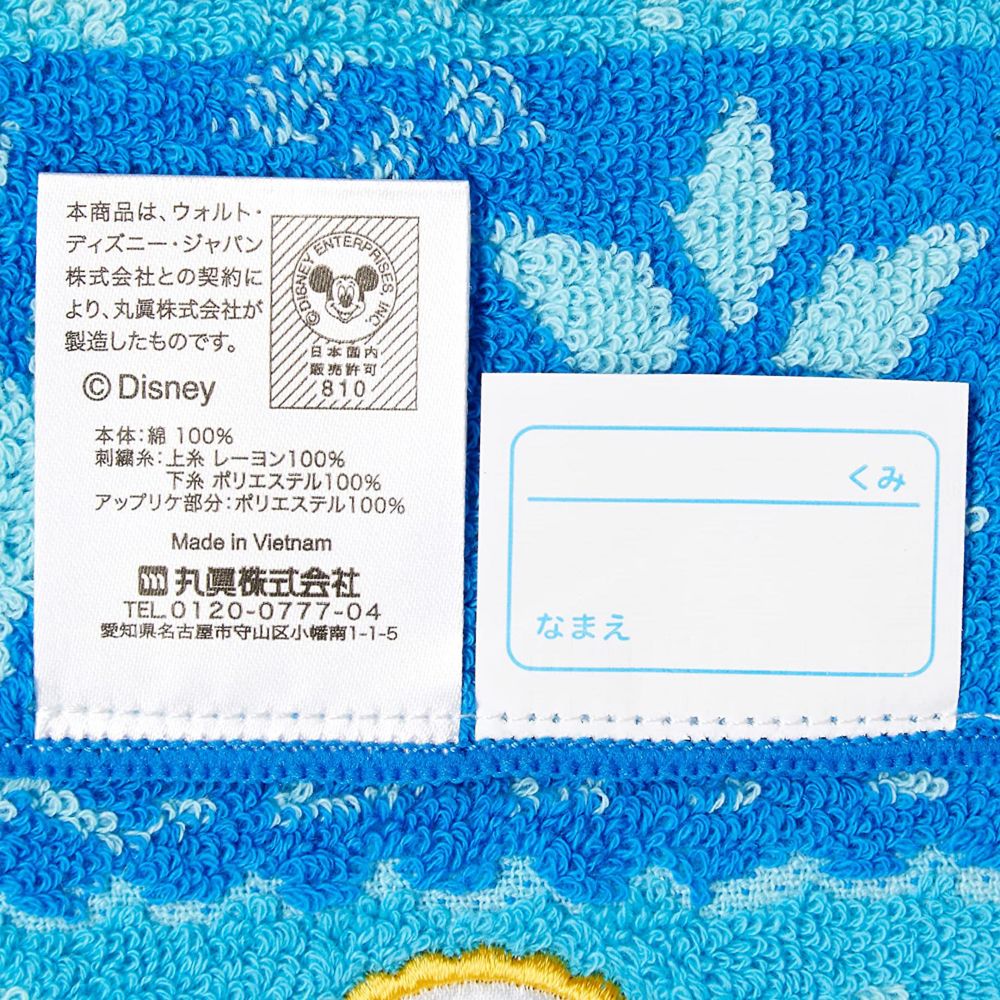 本商品は、ウォルト・
ディズニー・ジャパン
株式会社との契約に
より、丸眞株式会社が
製造したものです。
©DISNEY ENTERPRISES, INC.
日本国内
販売許可
810
© Disney
本体：綿 100%
刺繍糸：上糸 レーヨン100%
下糸 ポリエステル100%
アップリケ部分：ポリエステル100%
Made in Vietnam
丸眞株式会社
TEL.0120-0777-04
愛知県名古屋市守山区小幡南1-1-5
くみ
なまえ